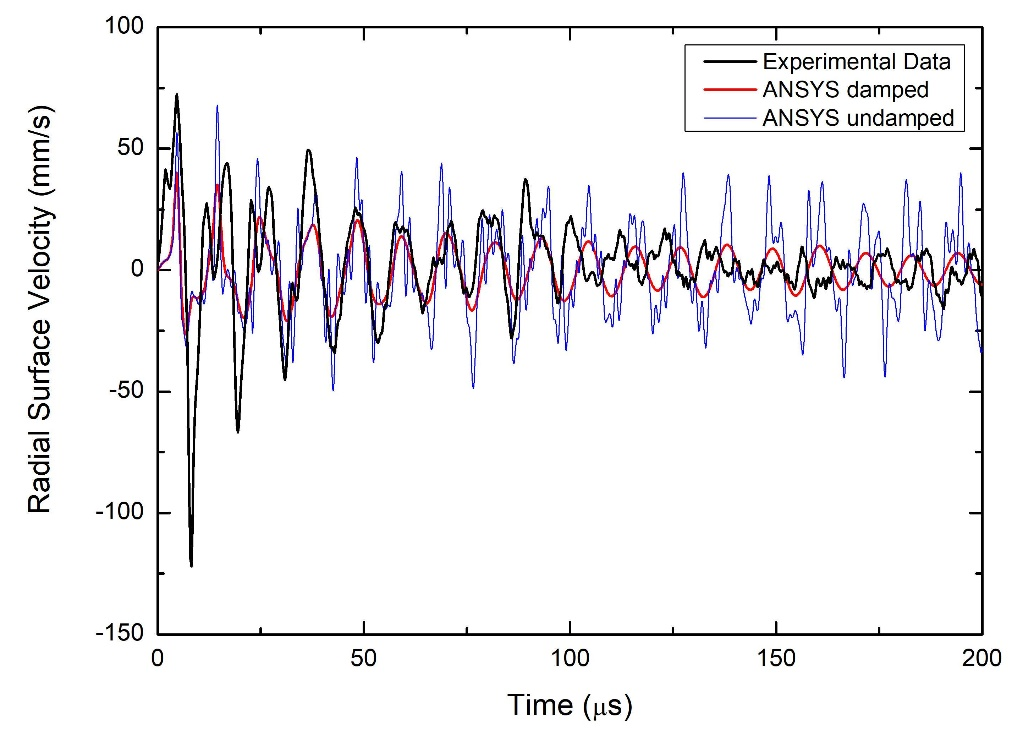 100
50
0
-50
-100
-150
Radial Surface Velocity (mm/s)
Experimental Data
ANSYS damped
ANSYS undamped
0 50 100 150 200
Time (μs)